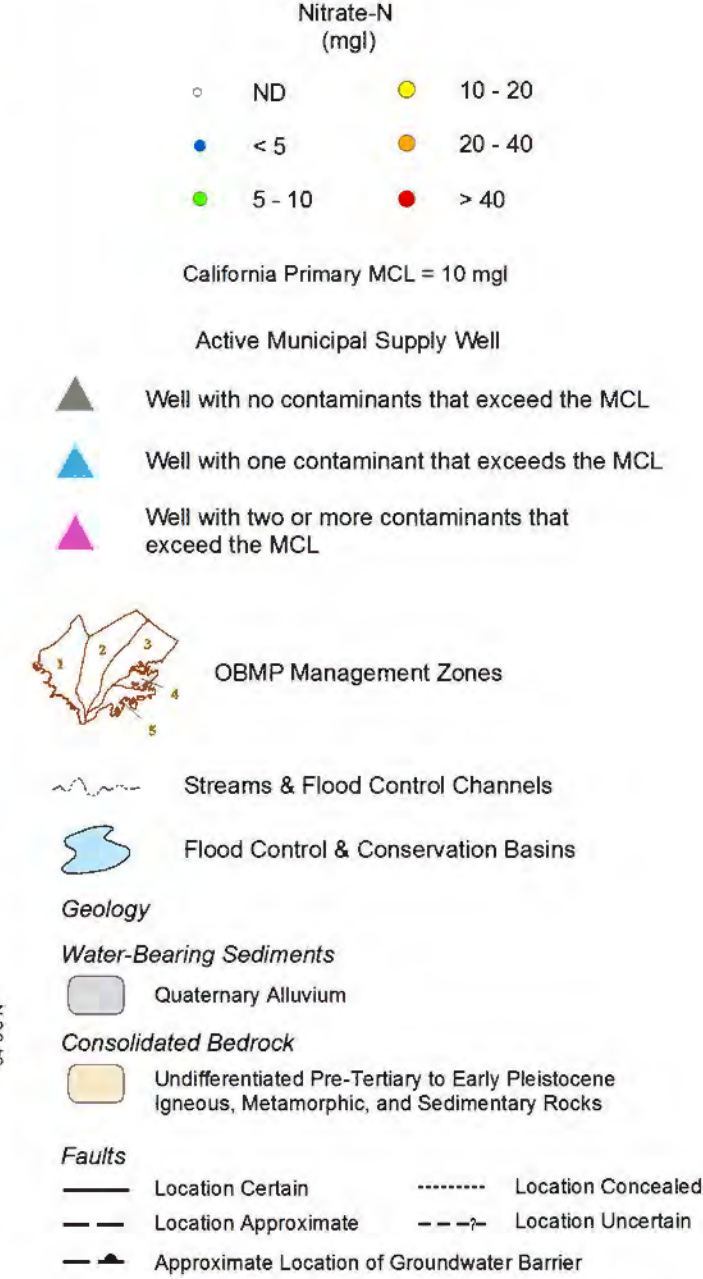 Nitrate-N
(mgl)
ND
10 - 20
< 5
20 - 40
5 - 10
> 40
California Primary MCL = 10 mgl
Active Municipal Supply Well
Well with no contaminants that exceed the MCL
Well with one contaminant that exceeds the MCL
Well with two or more contaminants that
exceed the MCL
1
2
3
4
5
OBMP Management Zones
Streams & Flood Control Channels
Flood Control & Conservation Basins
Geology
Water-Bearing Sediments
Quaternary Alluvium
Consolidated Bedrock
Undifferentiated Pre-Tertiary to Early Pleistocene
Igneous, Metamorphic, and Sedimentary Rocks
Faults
Location Certain
Location Concealed
Location Approximate
?
Location Uncertain
Approximate Location of Groundwater Barrier